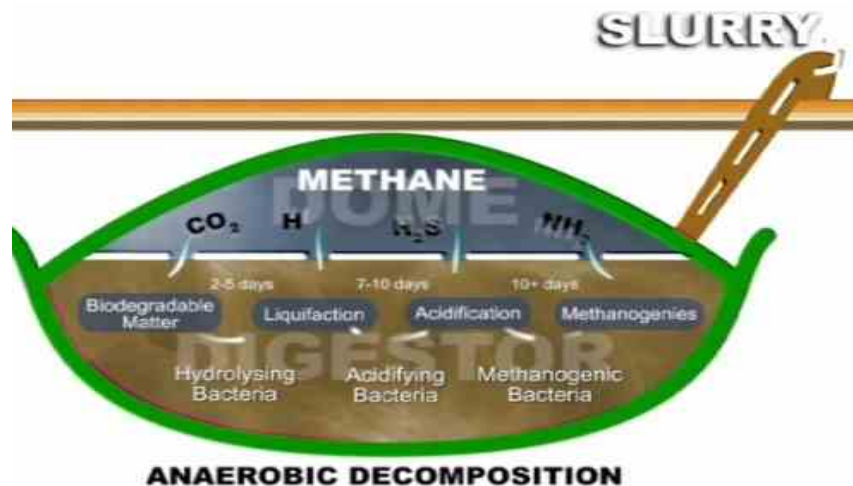 SLURRY
METHANE
DOME
CO₂ H H₂S NH₃
2-5 days 7-10 days 10+ days
Biodegradable
Matter
Liquifaction
Acidification
Methanogenies
DIGESTOR
Hydrolysing
Bacteria
Acidifying
Bacteria
Methanogenic
Bacteria
ANAEROBIC DECOMPOSITION